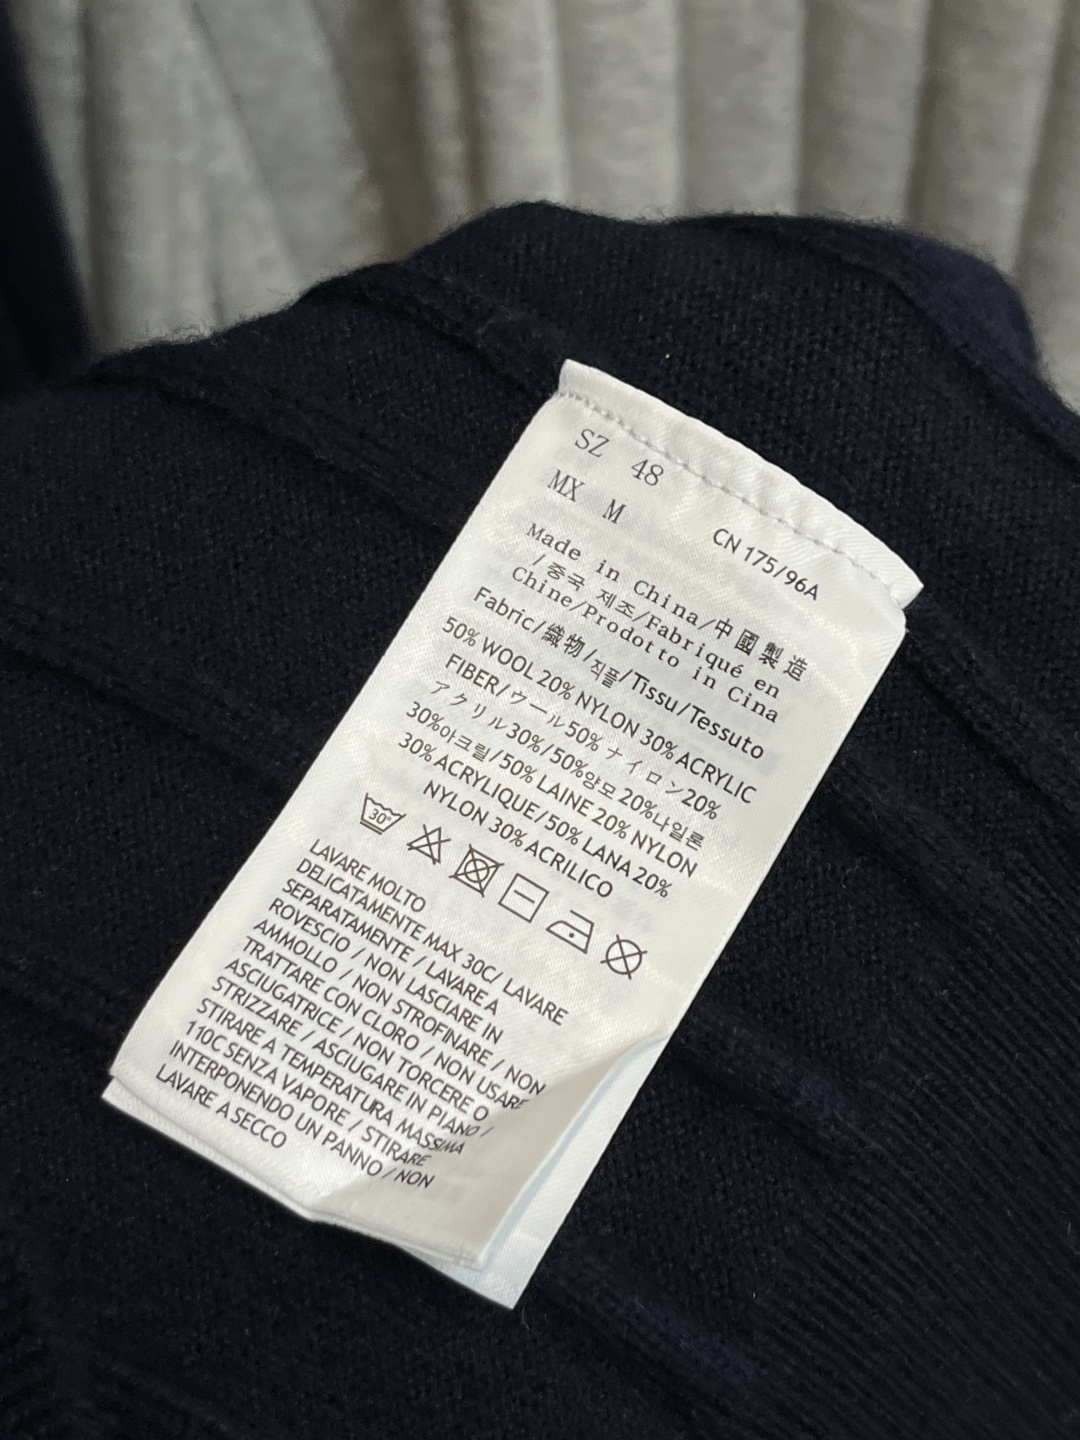 SZ 48
MX M
CN 175/96A
Made in China/中國製造
/중국 제조/Fabriqué en
Chine/Prodotto in Cina
Fabric/織物/직플/Tissu/Tessuto
50% WOOL 20% NYLON 30% ACRYLIC
FIBER/ウール50% ナイロン20%
アクリル30%/50%양모 20%나일론
30%아크릴/50% LAINE 20% NYLON
30% ACRYLIQUE/50% LANA 20%
NYLON 30% ACRILICO
30°
LAVARE MOLTO
DELICATAMENTE MAX 30C/ LAVARE
SEPARATAMENTE / LAVARE A
ROVESCIO / NON LASCIARE IN
AMMOLLO / NON STROFINARE / NON
TRATTARE CON CLORO / NON USARE
ASCIUGATRICE / NON TORCERE O
STRIZZARE / ASCIUGARE IN PIANO /
STIRARE A TEMPERATURA MASSIMA
110C SENZA VAPORE / STIRARE
INTERPONENDO UN PANNO / NON
LAVARE A SECCO